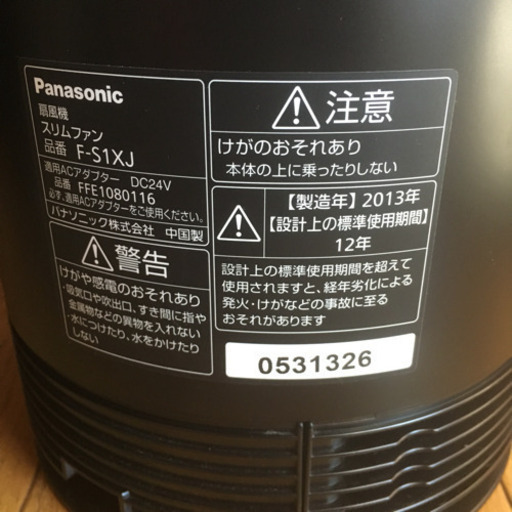 Panasonic
扇風機
スリムファン
品番 F-S1XJ
適用ACアダプター DC24V
品番 FFE1080116
必ず、適用ACアダプターをご使用ください。
パナソニック株式会社 中国製
警告
けがや感電のおそれあり
・吸気口や吹出口、すき間に指や
金属物などの異物を入れない
・水につけたり、水をかけたり
しない
注意
けがのおそれあり
本体の上に乗ったりしない
【製造年】2013年
【設計上の標準使用期間】
12年
設計上の標準使用期間を超えて
使用されますと、経年劣化による
発火・けがなどの事故に至る
おそれがあります
0531326